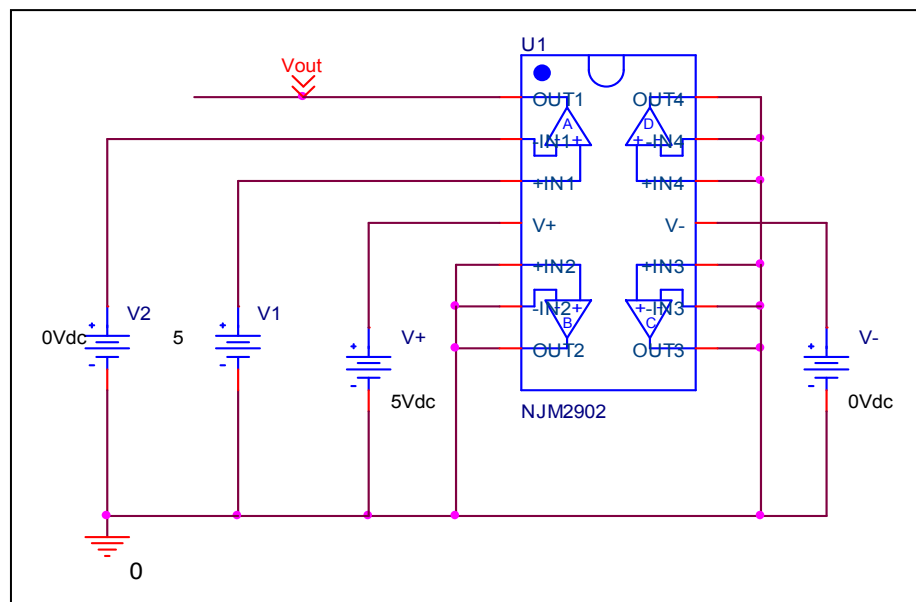 U1
Vout
OUT1
OUT4
A
D
-IN1
-IN4
+IN1
+IN4
V+
V-
+IN2
+IN3
-IN2
-IN3
B
C
OUT2
OUT3
NJM2902
V2
0Vdc
V1
5
V+
5Vdc
V-
0Vdc
0